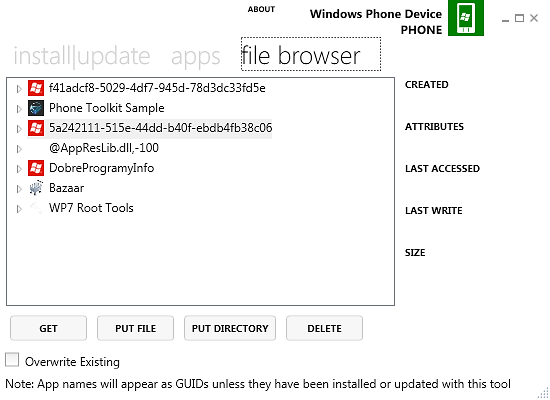 ABOUT
Windows Phone Device
PHONE
install|update apps file browser
f41adcf8-5029-4df7-945d-78d3dc33fd5e
Phone Toolkit Sample
5a242111-515e-44dd-b40f-ebdb4fb38c06
@AppResLib.dll,-100
DobreProgramyInfo
Bazaar
WP7 Root Tools
CREATED
ATTRIBUTES
LAST ACCESSED
LAST WRITE
SIZE
GET PUT FILE PUT DIRECTORY DELETE
Overwrite Existing
Note: App names will appear as GUIDs unless they have been installed or updated with this tool